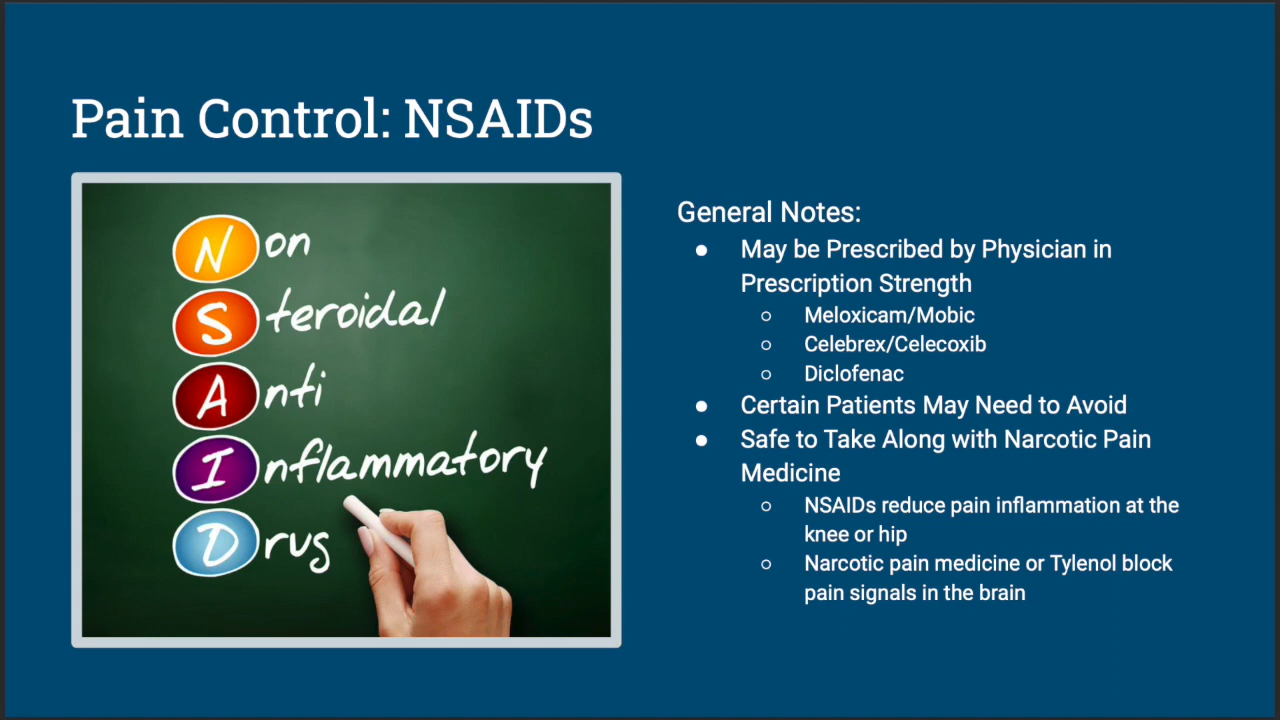 Pain Control: NSAIDs
Non
Steroidal
Anti
Inflammatory
Drug
General Notes:
● May be Prescribed by Physician in
Prescription Strength
○ Meloxicam/Mobic
○ Celebrex/Celecoxib
○ Diclofenac
● Certain Patients May Need to Avoid
● Safe to Take Along with Narcotic Pain
Medicine
○ NSAIDs reduce pain inflammation at the
knee or hip
○ Narcotic pain medicine or Tylenol block
pain signals in the brain